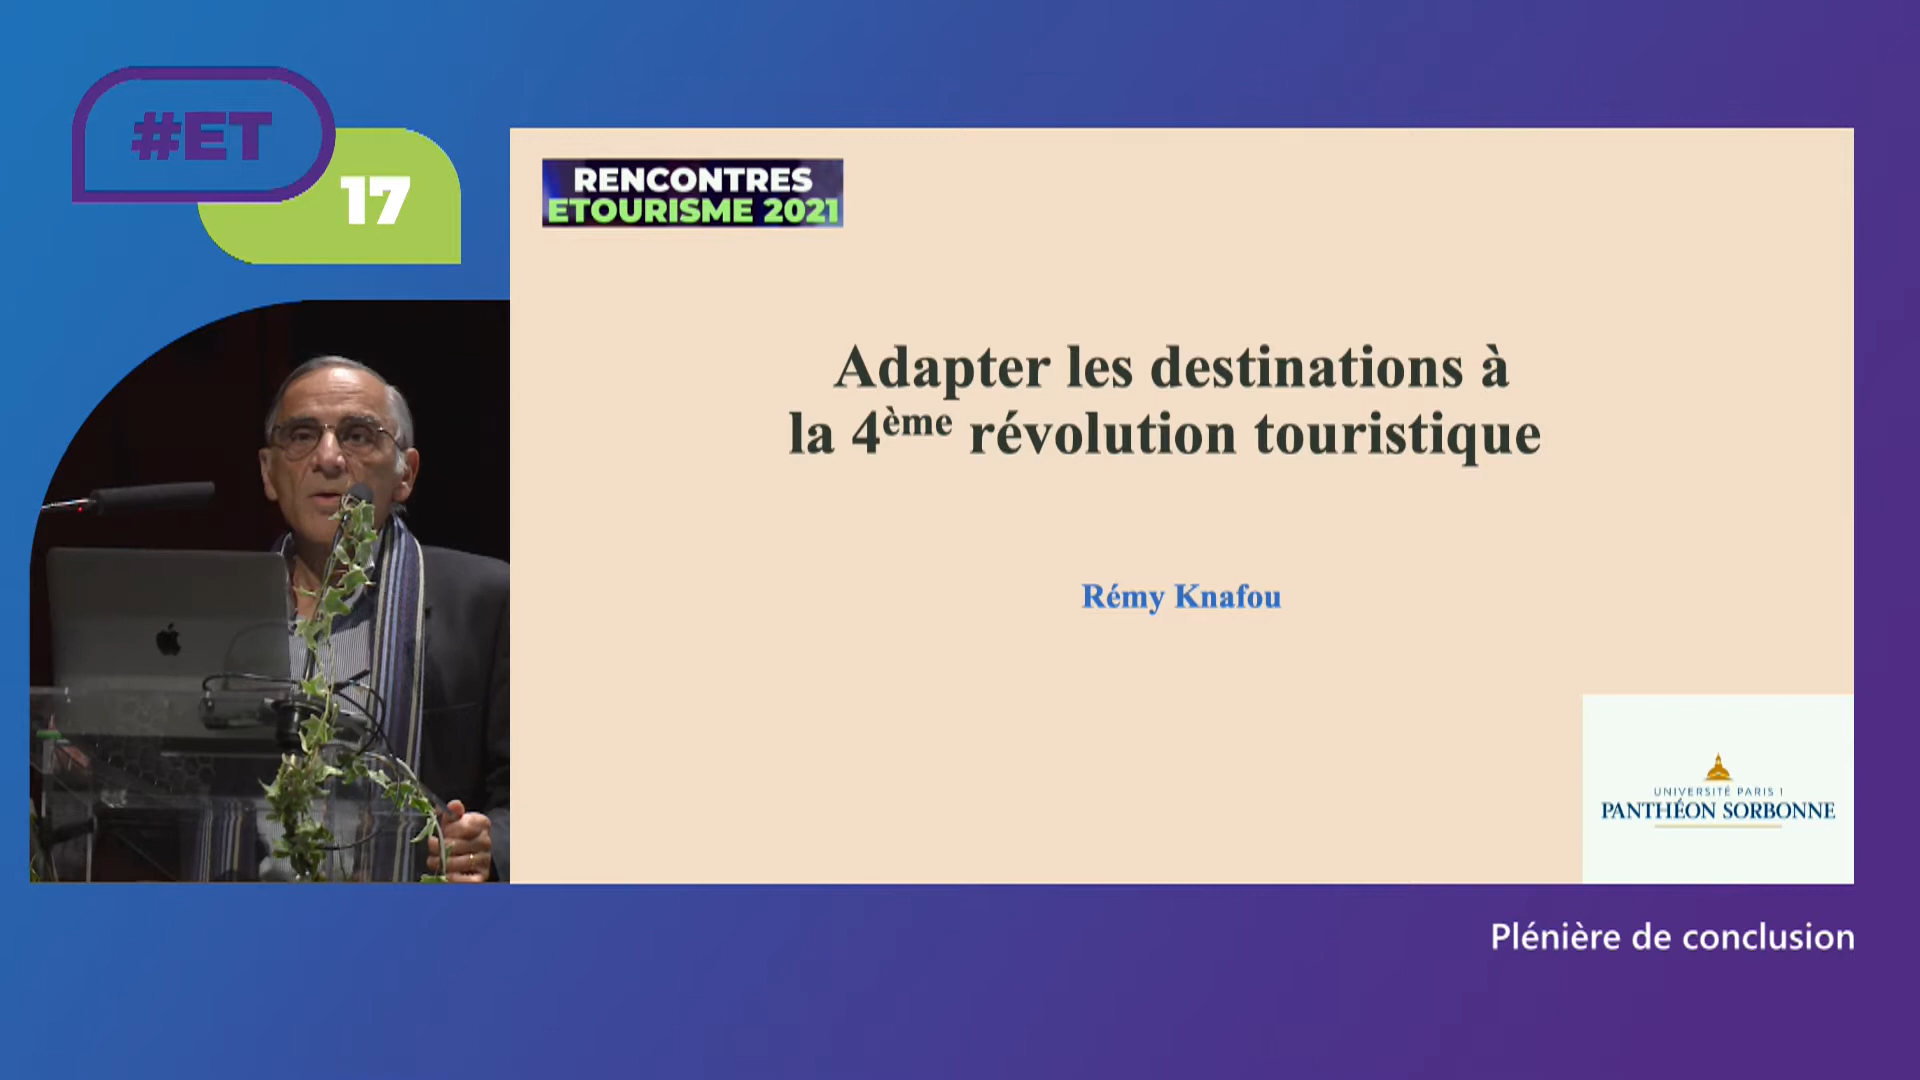 #ET
17
RENCONTRES
ETOURISME 2021
Adapter les destinations à
la 4ème révolution touristique
Rémy Knafou
UNIVERSITÉ PARIS 1
PANTHÉON SORBONNE
Plénière de conclusion